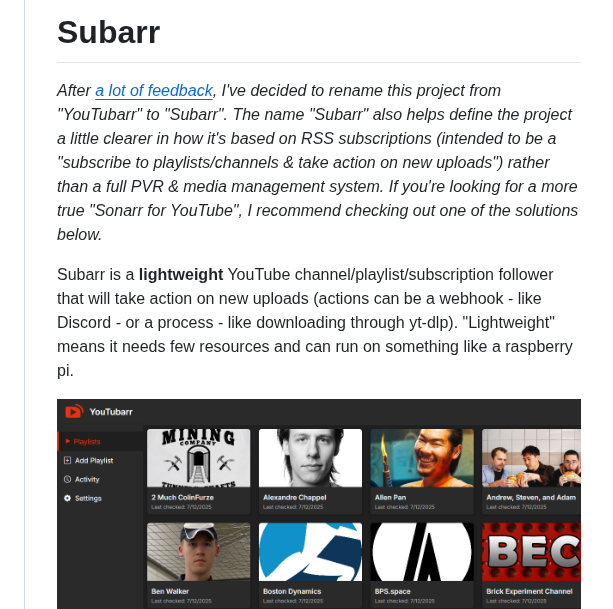 Subarr
After a lot of feedback, I've decided to rename this project from
"YouTubarr" to "Subarr". The name "Subarr" also helps define the project
a little clearer in how it's based on RSS subscriptions (intended to be a
"subscribe to playlists/channels & take action on new uploads") rather
than a full PVR & media management system. If you're looking for a more
true "Sonarr for YouTube", I recommend checking out one of the solutions
below.
Subarr is a lightweight YouTube channel/playlist/subscription follower
that will take action on new uploads (actions can be a webhook - like
Discord - or a process - like downloading through yt-dlp). "Lightweight"
means it needs few resources and can run on something like a raspberry
pi.
YouTubarr
Playlists
Add Playlist
Activity
Settings
MINING
COMPANY
2 Much ColinFurze
Last checked: 7/12/2025
Alexandre Chappel
Last checked: 7/12/2025
Allen Pan
Last checked: 7/12/2025
Andrew, Steven, and Adam
Last checked: 7/12/2025
Ben Walker
Last checked: 7/12/2025
Boston Dynamics
Last checked: 7/12/2025
BPS.space
Last checked: 7/12/2025
BEC
Brick Experiment Channel
Last checked: 7/12/2025